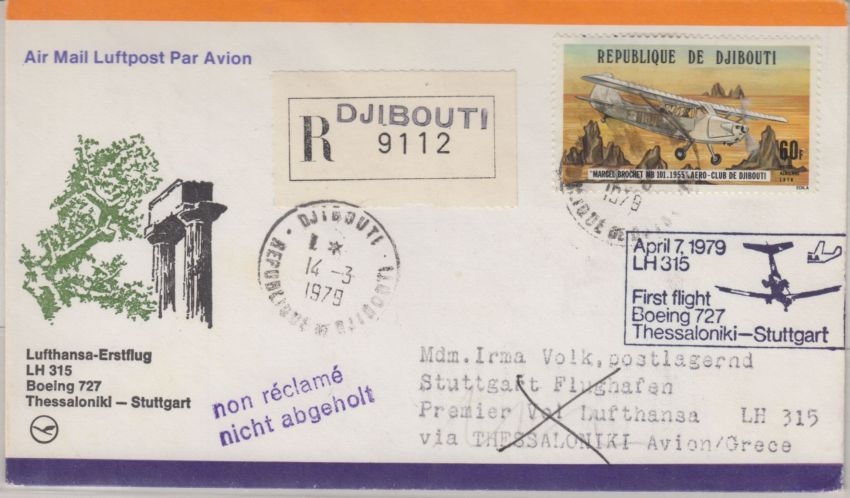 Air Mail Luftpost Par Avion
REPUBLIQUE DE DJIBOUTI
60F
AERIENNE
1978
"MARCEL BROCHET MB 101. 1955" AERO-CLUB DE DJIBOUTI
R DJIBOUTI
9112
1979
DJIBOUTI
14-3
1979
April 7, 1979
LH 315
First flight
Boeing 727
Thessaloniki–Stuttgart
Lufthansa-Erstflug
LH 315
Boeing 727
Thessaloniki – Stuttgart
non réclamé
nicht abgeholt
Mdm.Irma Volk,postlagernd
Stuttgart Flughafen
Premier Vol Lufthansa LH 315
via THESSALONIKI Avion/Grece